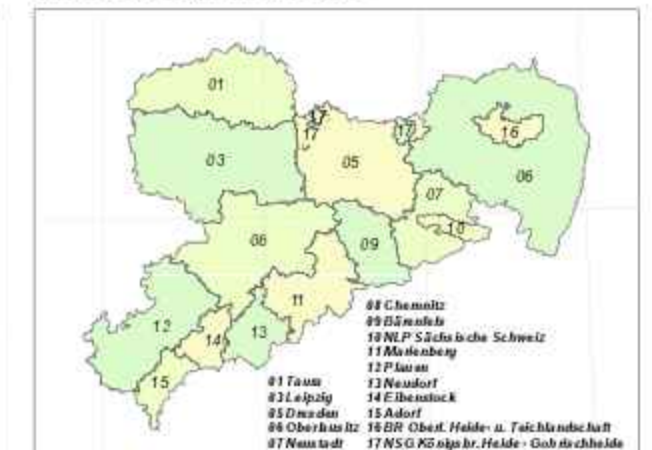 01
17
17
17
16
03
05
06
07
10
06
09
11
12
14
13
15
08 Chemnitz
09 Bärenfels
10 NLP Sächsische Schweiz
11 Marienberg
12 Plauen
01 Taura 13 Neudorf
03 Leipzig 14 Eibenstock
05 Dresden 15 Adorf
06 Oberlausitz 16 BR Oberl. Heide- u. Teichlandschaft
07 Neustadt 17 NSG Königsbr. Heide - Gohrischheide